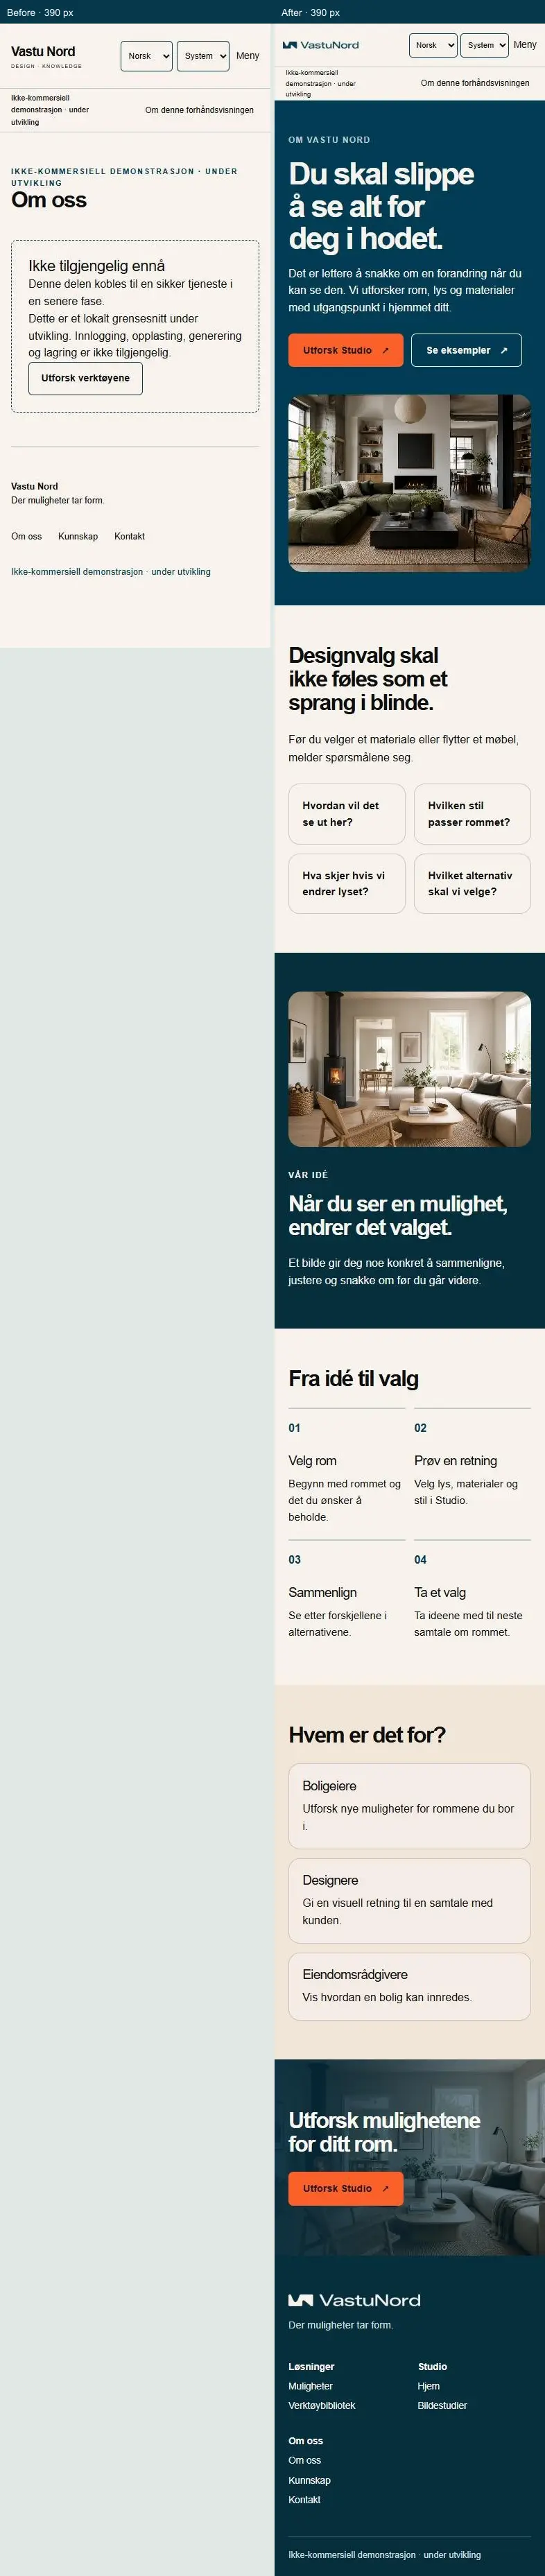 Before · 390 px
Vastu Nord
DESIGN · KNOWLEDGE
Norsk
System
Meny
Ikke-kommersiell
demonstrasjon · under
utvikling
Om denne forhåndsvisningen
IKKE-KOMMERSIELL DEMONSTRASJON · UNDER
UTVIKLING
Om oss
Ikke tilgjengelig ennå
Denne delen kobles til en sikker tjeneste i
en senere fase.
Dette er et lokalt grensesnitt under
utvikling. Innlogging, opplasting, generering
og lagring er ikke tilgjengelig.
Utforsk verktøyene
Vastu Nord
Der muligheter tar form.
Om oss
Kunnskap
Kontakt
Ikke-kommersiell demonstrasjon · under utvikling
After · 390 px
VastuNord
Norsk
System
Meny
Ikke-kommersiell
demonstrasjon · under
utvikling
Om denne forhåndsvisningen
OM VASTU NORD
Du skal slippe
å se alt for
deg i hodet.
Det er lettere å snakke om en forandring når du
kan se den. Vi utforsker rom, lys og materialer
med utgangspunkt i hjemmet ditt.
Utforsk Studio ↗
Se eksempler ↗
Designvalg skal
ikke føles som et
sprang i blinde.
Før du velger et materiale eller flytter et møbel,
melder spørsmålene seg.
Hvordan vil det
se ut her?
Hvilken stil
passer rommet?
Hva skjer hvis vi
endrer lyset?
Hvilket alternativ
skal vi velge?
VÅR IDÉ
Når du ser en mulighet,
endrer det valget.
Et bilde gir deg noe konkret å sammenligne,
justere og snakke om før du går videre.
Fra idé til valg
01
Velg rom
Begynn med rommet og
det du ønsker å
beholde.
02
Prøv en retning
Velg lys, materialer og
stil i Studio.
03
Sammenlign
Se etter forskjellene i
alternativene.
04
Ta et valg
Ta ideene med til neste
samtale om rommet.
Hvem er det for?
Boligeiere
Utforsk nye muligheter for rommene du bor
i.
Designere
Gi en visuell retning til en samtale med
kunden.
Eiendomsrådgivere
Vis hvordan en bolig kan innredes.
Utforsk mulighetene
for ditt rom.
Utforsk Studio ↗
VastuNord
Der muligheter tar form.
Løsninger
Muligheter
Verktøybibliotek
Studio
Hjem
Bildestudier
Om oss
Om oss
Kunnskap
Kontakt
Ikke-kommersiell demonstrasjon · under utvikling